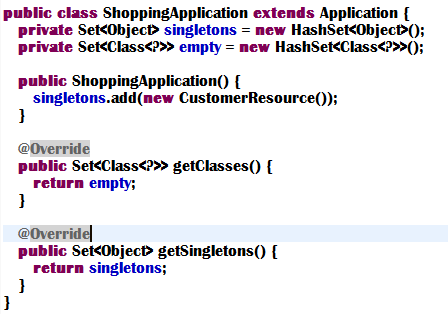 public class ShoppingApplication extends Application {
private Set<Object> singletons = new HashSet<Object>();
private Set<Class<?>> empty = new HashSet<Class<?>>();
public ShoppingApplication() {
singletons.add(new CustomerResource());
}
@Override
public Set<Class<?>> getClasses() {
return empty;
}
@Override
public Set<Object> getSingletons() {
return singletons;
}
}